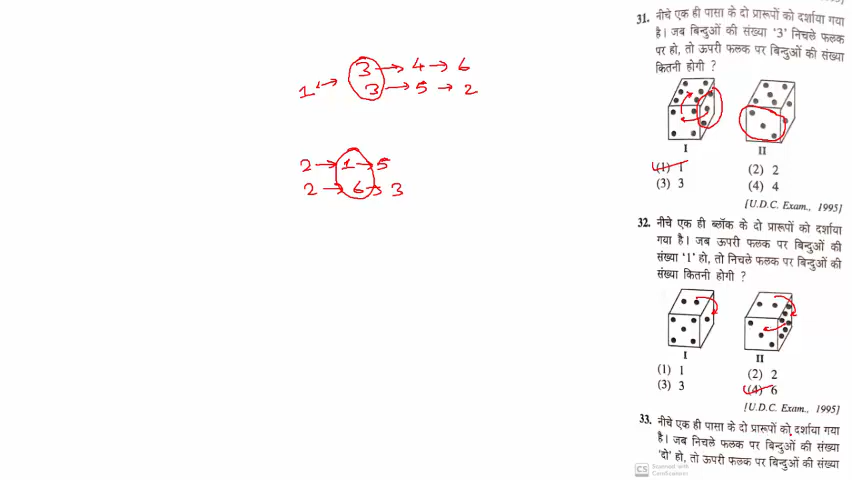 3 → 4 → 6
1 → 3 → 5 → 2
2 → 1 → 5
2 → 6 → 3
31. नीचे एक ही पासा के दो प्रारूपों को दर्शाया गया
है। जब बिन्दुओं की संख्या '3' निचले फलक
पर हो, तो ऊपरी फलक पर बिन्दुओं की संख्या
कितनी होगी ?
I II
(1) 1 (2) 2
(3) 3 (4) 4
[U.D.C. Exam., 1995]
32. नीचे एक ही ब्लॉक के दो प्रारूपों को दर्शाया
गया है। जब ऊपरी फलक पर बिन्दुओं की
संख्या '1' हो, तो निचले फलक पर बिन्दुओं की
संख्या कितनी होगी ?
I II
(1) 1 (2) 2
(3) 3 (4) 6
[U.D.C. Exam., 1995]
33. नीचे एक ही पासा के दो प्रारूपों को दर्शाया गया
है। जब निचले फलक पर बिन्दुओं की संख्या
'दो' हो, तो ऊपरी फलक पर बिन्दुओं की संख्या
CS Scanned with
CamScanner